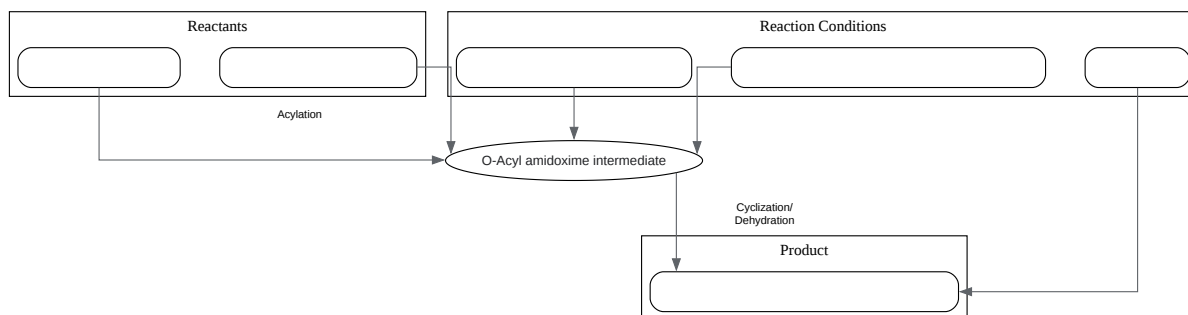 Reactants
Reaction Conditions
Acylation
O-Acyl amidoxime intermediate
Cyclization/
Dehydration
Product